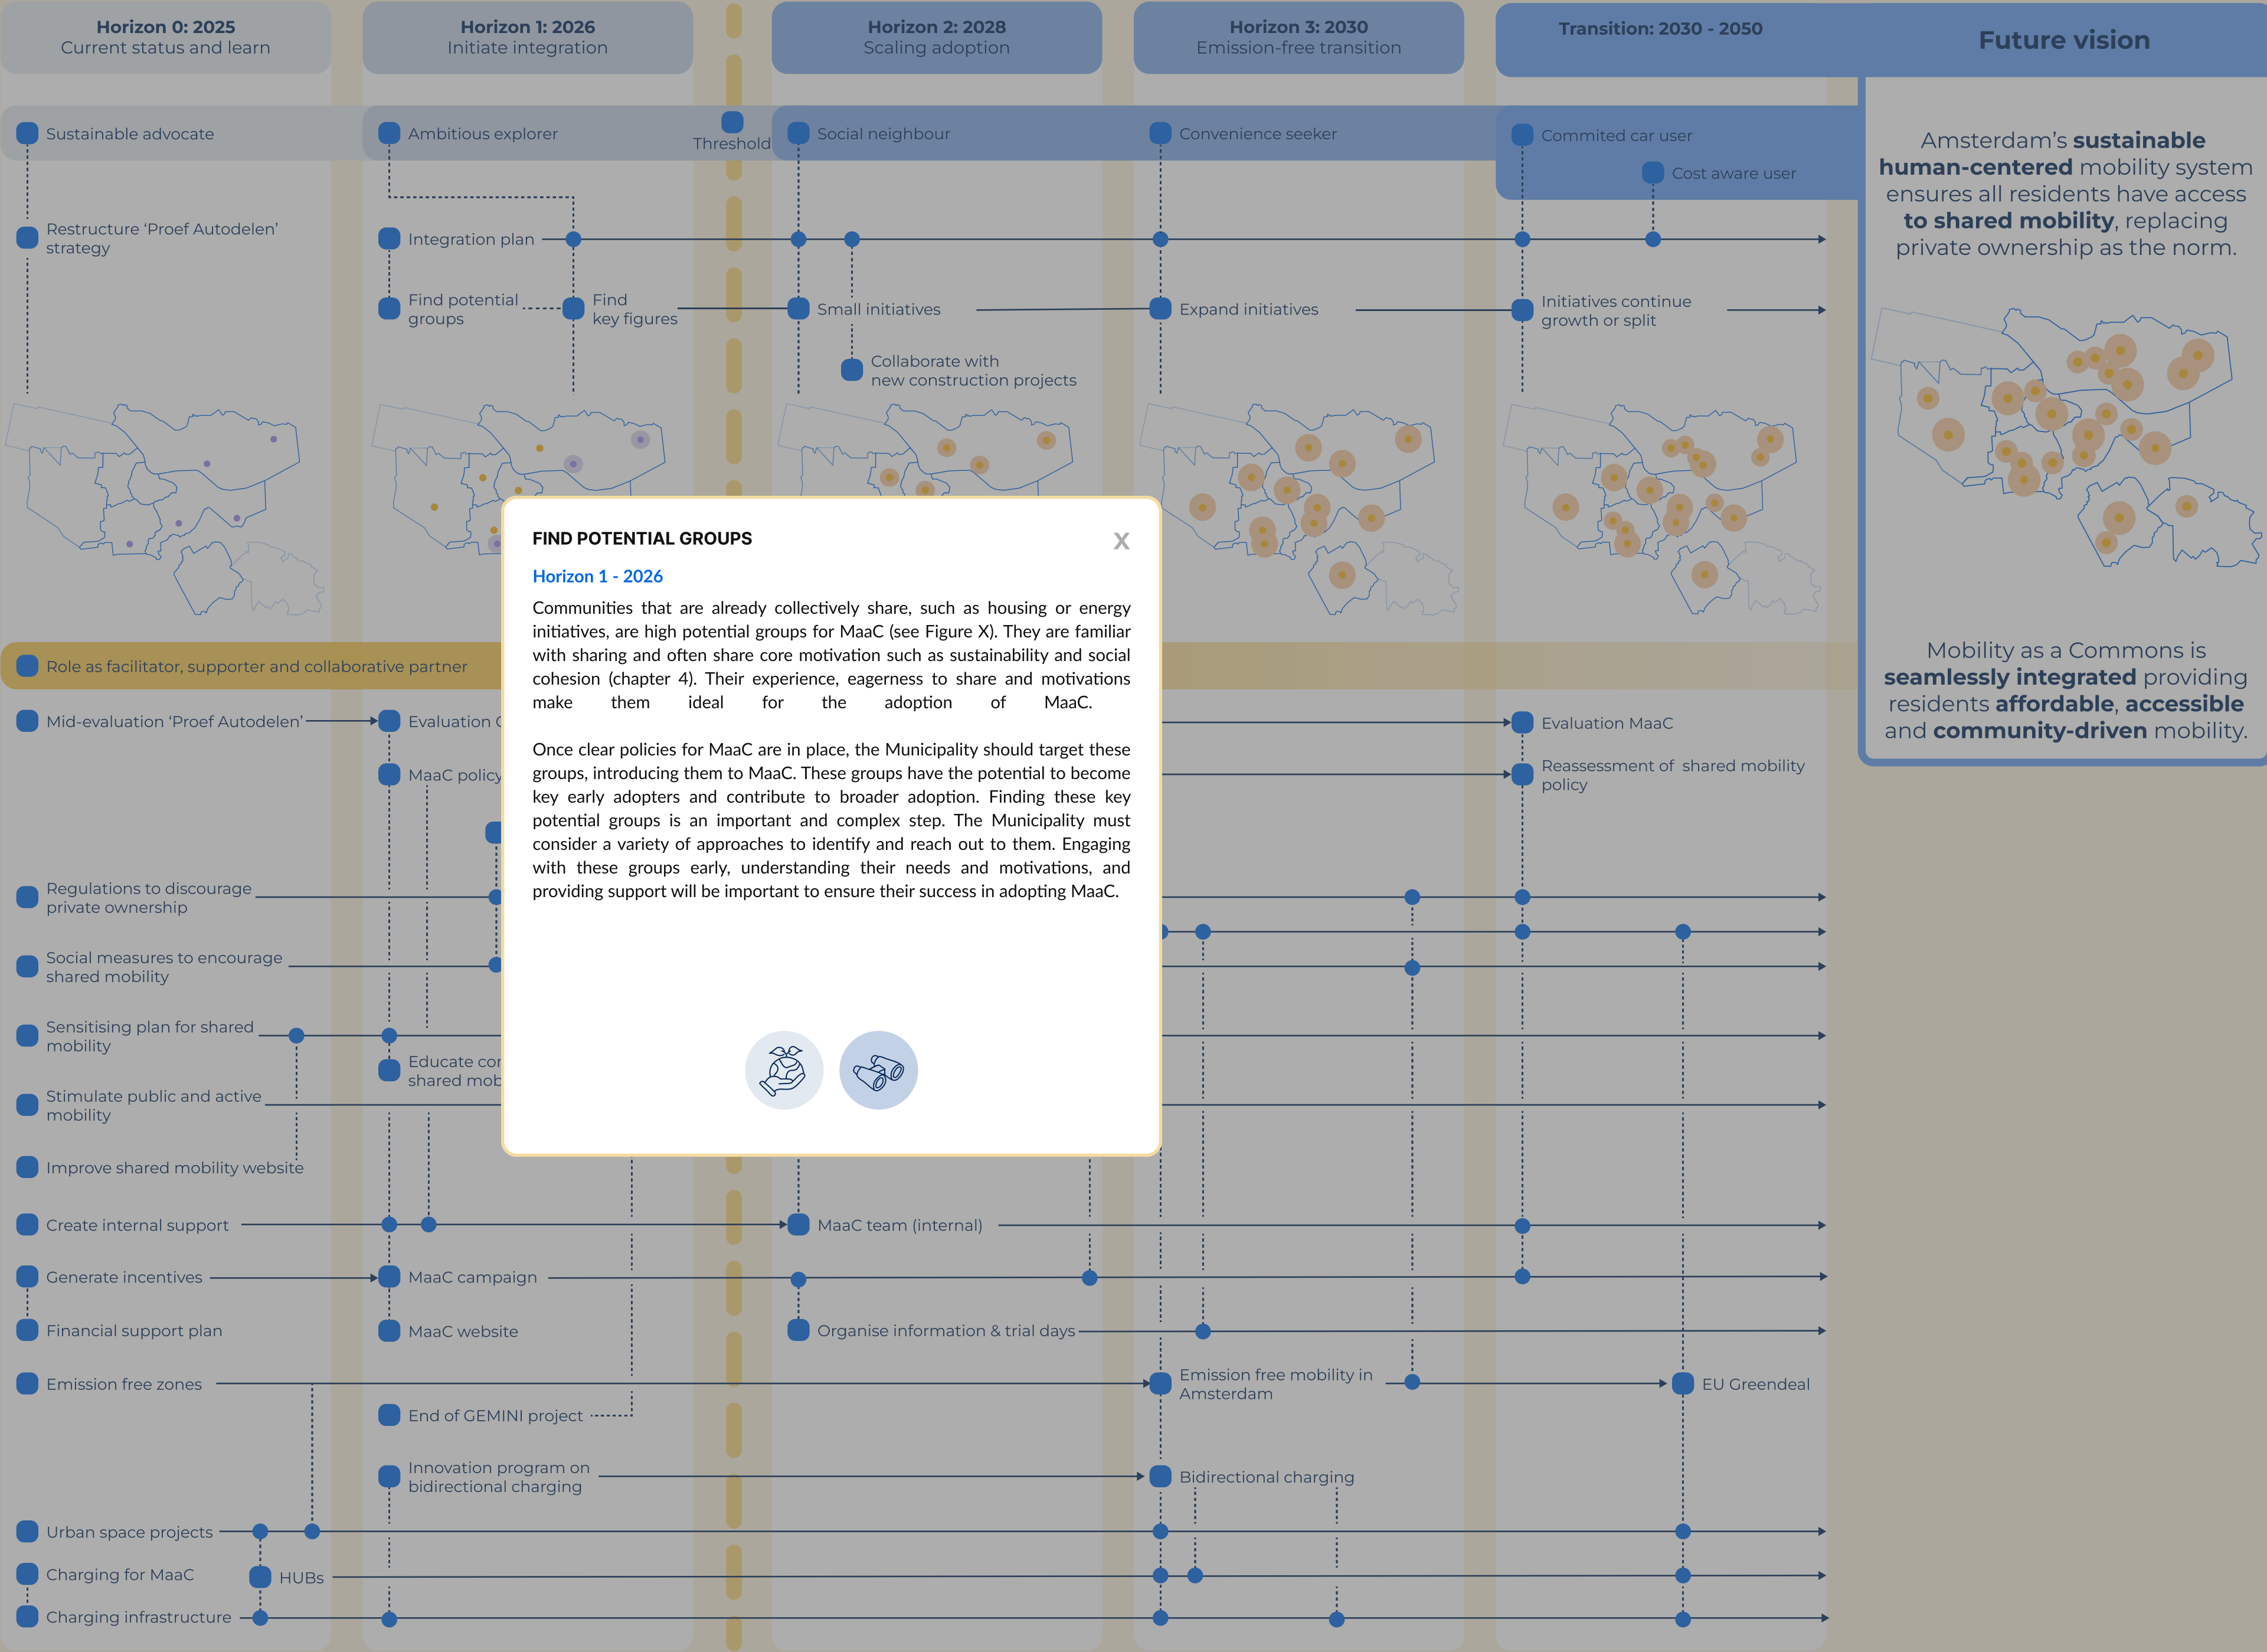 Horizon 0: 2025
Current status and learn
Horizon 1: 2026
Initiate integration
Horizon 2: 2028
Scaling adoption
Horizon 3: 2030
Emission-free transition
Transition: 2030 - 2050
Future vision
Sustainable advocate
Ambitious explorer
Threshold
Social neighbour
Convenience seeker
Commited car user
Cost aware user
Restructure ‘Proef Autodelen’
strategy
Integration plan
Find potential
groups
Find
key figures
Small initiatives
Collaborate with
new construction projects
Expand initiatives
Initiatives continue
growth or split
Amsterdam’s sustainable
human-centered mobility system
ensures all residents have access
to shared mobility, replacing
private ownership as the norm.
Mobility as a Commons is
seamlessly integrated providing
residents affordable, accessible
and community-driven mobility.
FIND POTENTIAL GROUPS
X
Horizon 1 - 2026
Communities that are already collectively share, such as housing or energy
initiatives, are high potential groups for MaaC (see Figure X). They are familiar
with sharing and often share core motivation such as sustainability and social
cohesion (chapter 4). Their experience, eagerness to share and motivations
make them ideal for the adoption of MaaC.
Once clear policies for MaaC are in place, the Municipality should target these
groups, introducing them to MaaC. These groups have the potential to become
key early adopters and contribute to broader adoption. Finding these key
potential groups is an important and complex step. The Municipality must
consider a variety of approaches to identify and reach out to them. Engaging
with these groups early, understanding their needs and motivations, and
providing support will be important to ensure their success in adopting MaaC.
Role as facilitator, supporter and collaborative partner
Mid-evaluation ‘Proef Autodelen’
Evaluation
MaaC policy
Evaluation MaaC
Reassessment of shared mobility
policy
Regulations to discourage
private ownership
Social measures to encourage
shared mobility
Sensitising plan for shared
mobility
Educate
shared
Stimulate public and active
mobility
Improve shared mobility website
Create internal support
MaaC team (internal)
Generate incentives
MaaC campaign
Financial support plan
MaaC website
Organise information & trial days
Emission free zones
Emission free mobility in
Amsterdam
EU Greendeal
End of GEMINI project
Innovation program on
bidirectional charging
Bidirectional charging
Urban space projects
Charging for MaaC
HUBs
Charging infrastructure